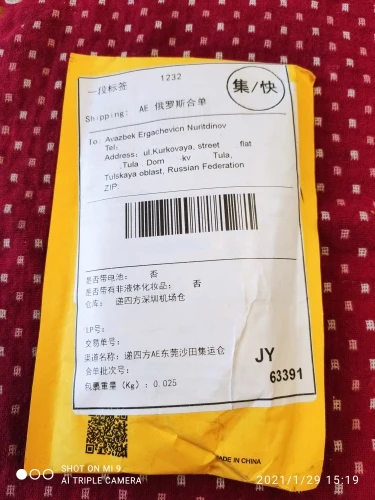 一段标签 1232
集/快
Shipping: AE 俄罗斯合单
To: Avazbek Ergachevicn Nuritdinov
Tel:
Address: ul.Kurkovaya, street flat
Tula Dom kv Tula,
Tulskaya oblast, Russian Federation
ZIP:
是否带电池： 否
是否带有非液体化妆品： 否
仓库： 递四方深圳机场仓
LP号：
交易单号：
渠道名称：递四方AE东莞沙田集运仓
合单批次号：
包裹重量（Kg）：0.025
JY
63391
MADE IN CHINA
SHOT ON MI 9
AI TRIPLE CAMERA
2021/1/29 15:19